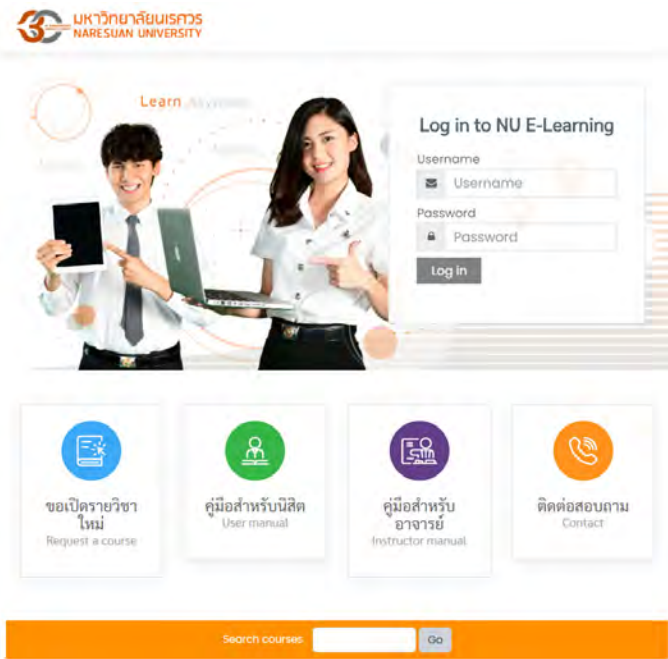 มหาวิทยาลัยนเรศวร
NARESUAN UNIVERSITY
Learn
Log in to NU E-Learning
Username
Username
Password
Password
Log in
ขอเปิดรายวิชา
ใหม่
Request a course
คู่มือสำหรับนิสิต
User manual
คู่มือสำหรับ
อาจารย์
Instructor manual
ติดต่อสอบถาม
Contact
Search courses
Go